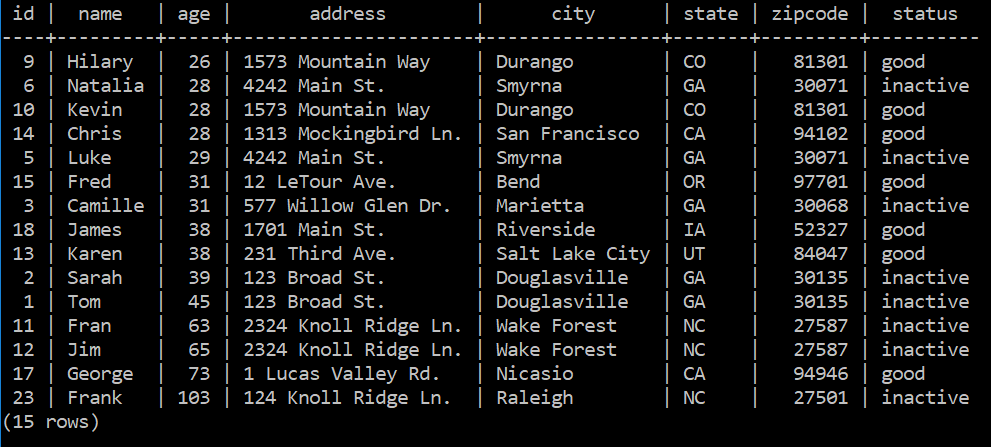 id |  name   | age |       address        |      city      | state | zipcode |  status
----+---------+-----+----------------------+----------------+-------+---------+----------
  9 | Hilary  |  26 | 1573 Mountain Way    | Durango        | CO    |   81301 | good
  6 | Natalia |  28 | 4242 Main St.        | Smyrna         | GA    |   30071 | inactive
 10 | Kevin   |  28 | 1573 Mountain Way    | Durango        | CO    |   81301 | good
 14 | Chris   |  28 | 1313 Mockingbird Ln. | San Francisco  | CA    |   94102 | good
  5 | Luke    |  29 | 4242 Main St.        | Smyrna         | GA    |   30071 | inactive
 15 | Fred    |  31 | 12 LeTour Ave.       | Bend           | OR    |   97701 | good
  3 | Camille |  31 | 577 Willow Glen Dr.  | Marietta       | GA    |   30068 | inactive
 18 | James   |  38 | 1701 Main St.        | Riverside      | IA    |   52327 | good
 13 | Karen   |  38 | 231 Third Ave.       | Salt Lake City | UT    |   84047 | good
  2 | Sarah   |  39 | 123 Broad St.        | Douglasville   | GA    |   30135 | inactive
  1 | Tom     |  45 | 123 Broad St.        | Douglasville   | GA    |   30135 | inactive
 11 | Fran    |  63 | 2324 Knoll Ridge Ln. | Wake Forest    | NC    |   27587 | inactive
 12 | Jim     |  65 | 2324 Knoll Ridge Ln. | Wake Forest    | NC    |   27587 | inactive
 17 | George  |  73 | 1 Lucas Valley Rd.   | Nicasio        | CA    |   94946 | good
 23 | Frank   | 103 | 124 Knoll Ridge Ln.  | Raleigh        | NC    |   27501 | inactive
(15 rows)